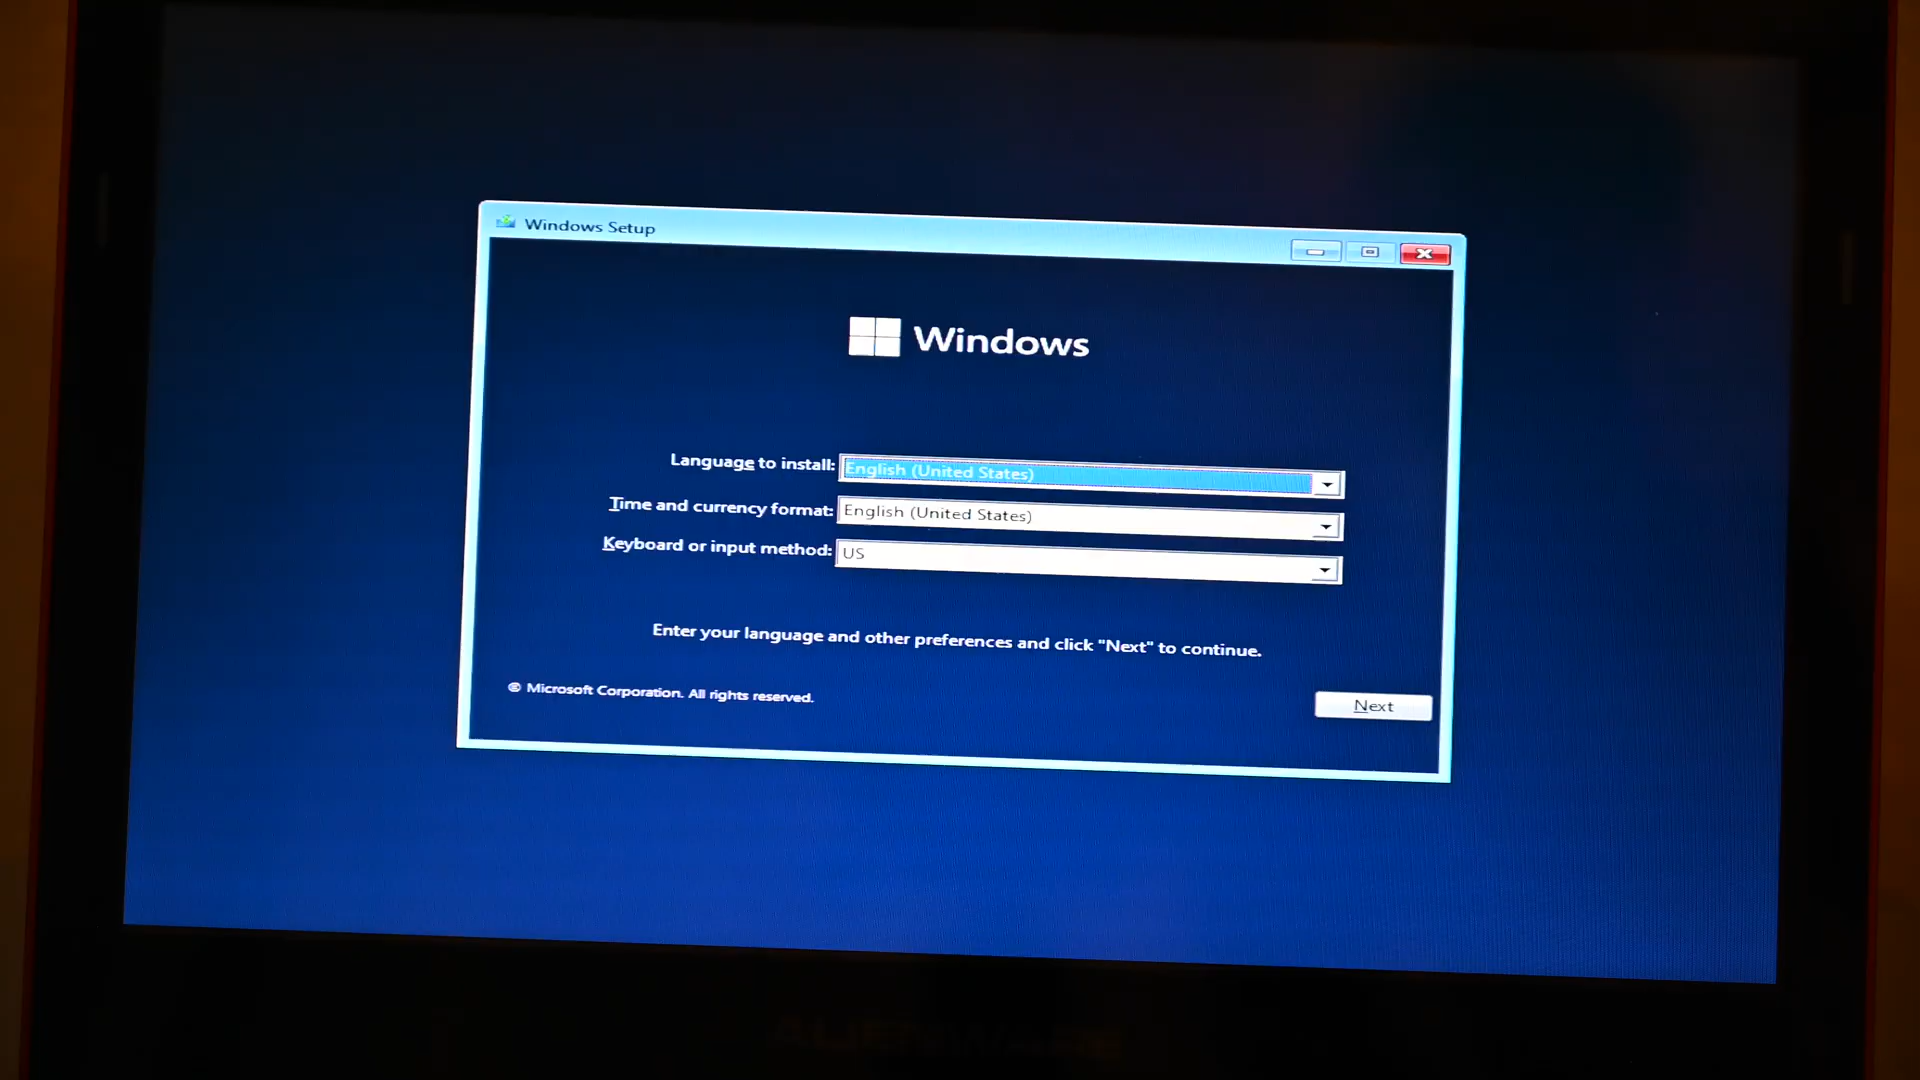 Windows Setup
Windows
Language to install: English (United States)
Time and currency format: English (United States)
Keyboard or input method: US
Enter your language and other preferences and click "Next" to continue.
© Microsoft Corporation. All rights reserved.
Next
ALIENWARE